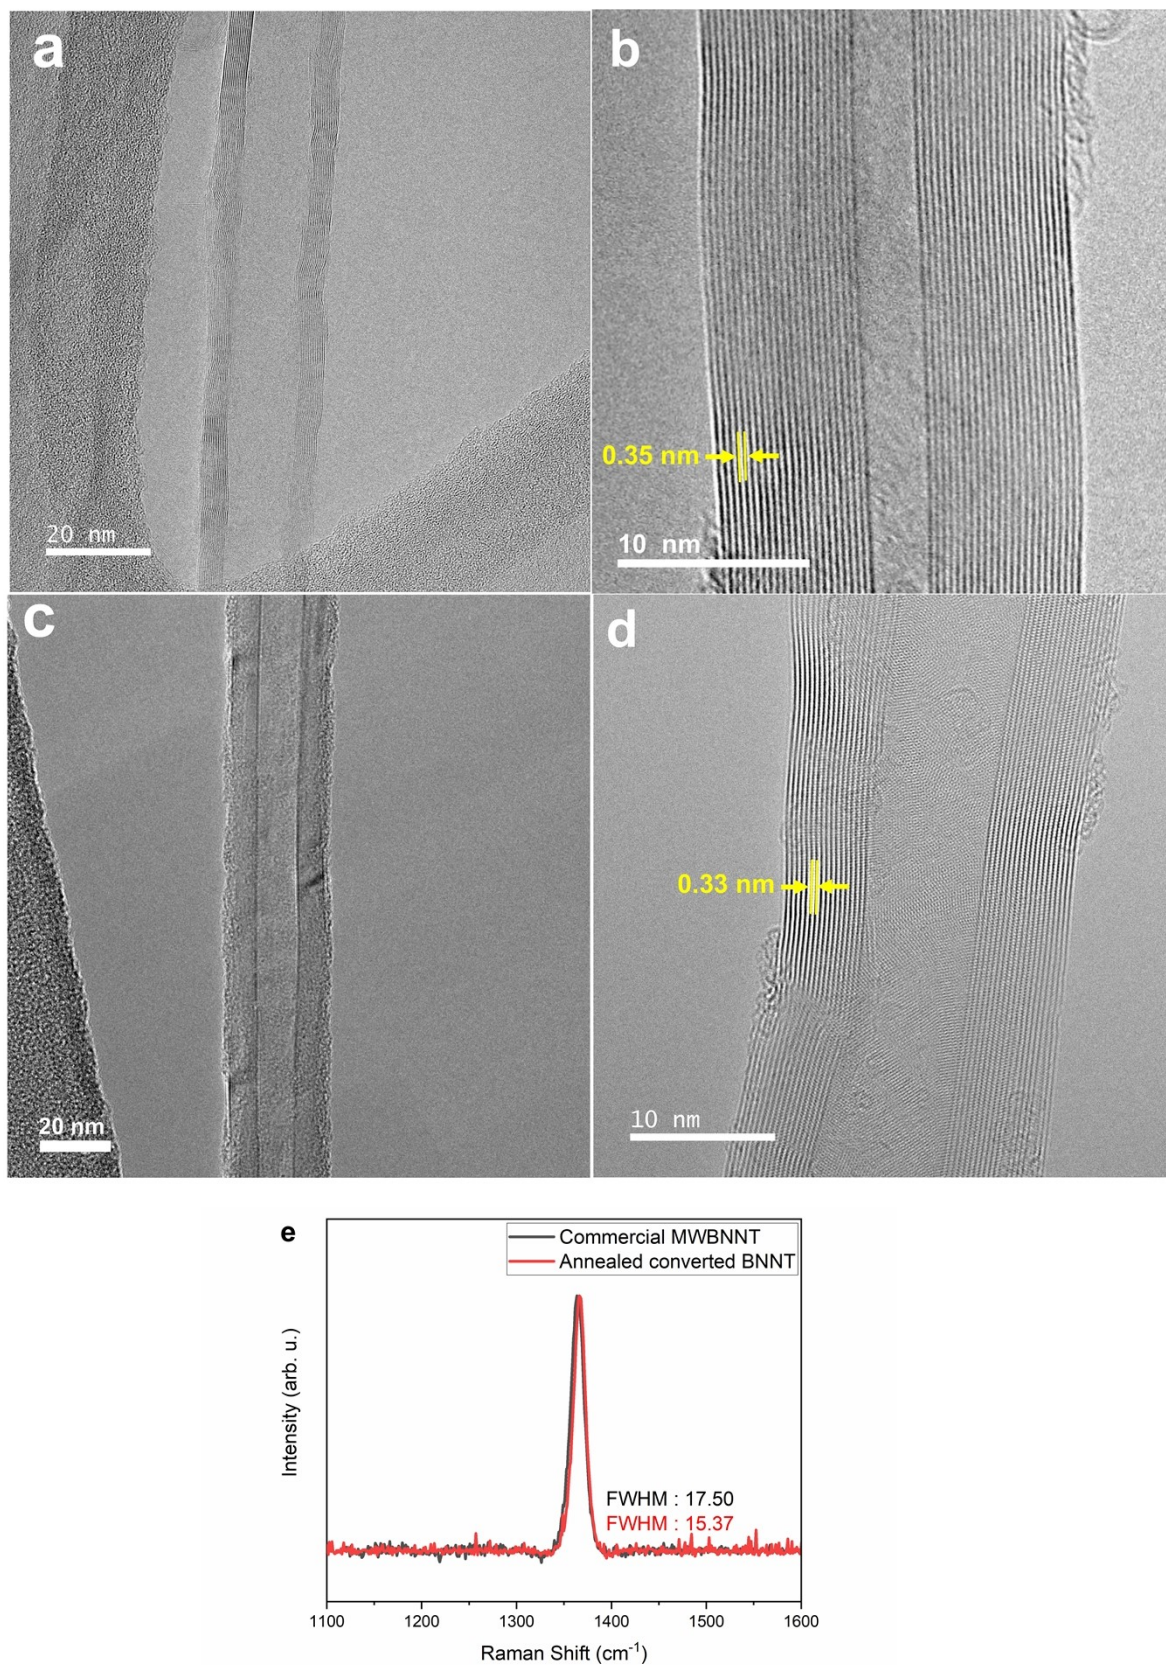 a
20 nm
b
0.35 nm
10 nm
c
20 nm
d
0.33 nm
10 nm
e
Commercial MWBNNT
Annealed converted BNNT
Intensity (arb. u.)
FWHM : 17.50
FWHM : 15.37
1100 1200 1300 1400 1500 1600
Raman Shift (cm⁻¹)